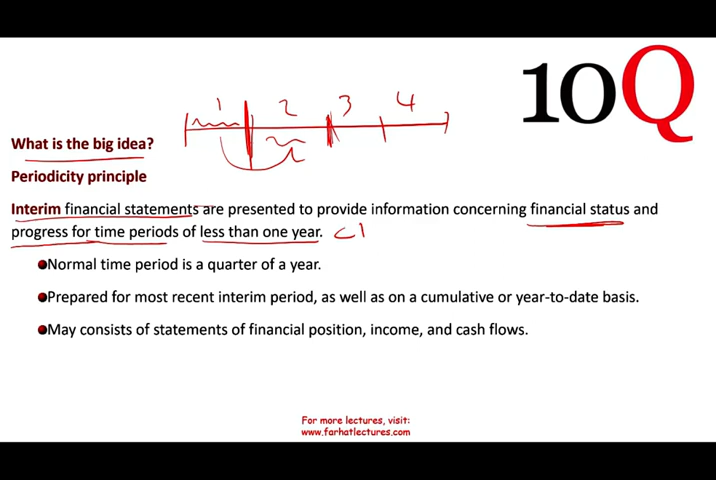 10Q
1 2 3 4
What is the big idea?
Periodicity principle
Interim financial statements are presented to provide information concerning financial status and
progress for time periods of less than one year. <1
Normal time period is a quarter of a year.
Prepared for most recent interim period, as well as on a cumulative or year-to-date basis.
May consists of statements of financial position, income, and cash flows.
For more lectures, visit:
www.farhatlectures.com